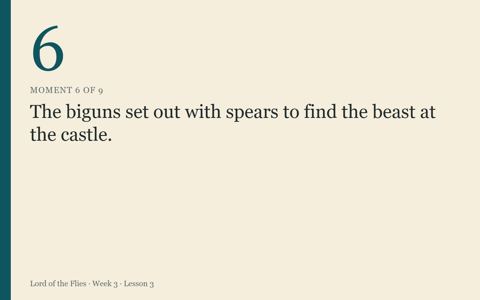 6
MOMENT 6 OF 9
The biguns set out with spears to find the beast at
the castle.
Lord of the Flies · Week 3 · Lesson 3